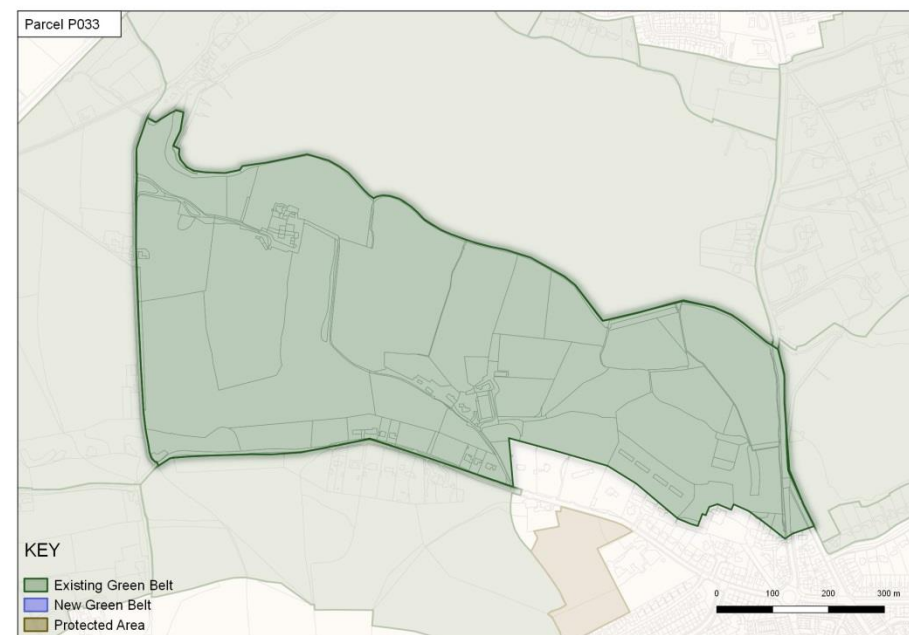 Parcel P033
KEY
Existing Green Belt
New Green Belt
Protected Area
0 100 200 300 m